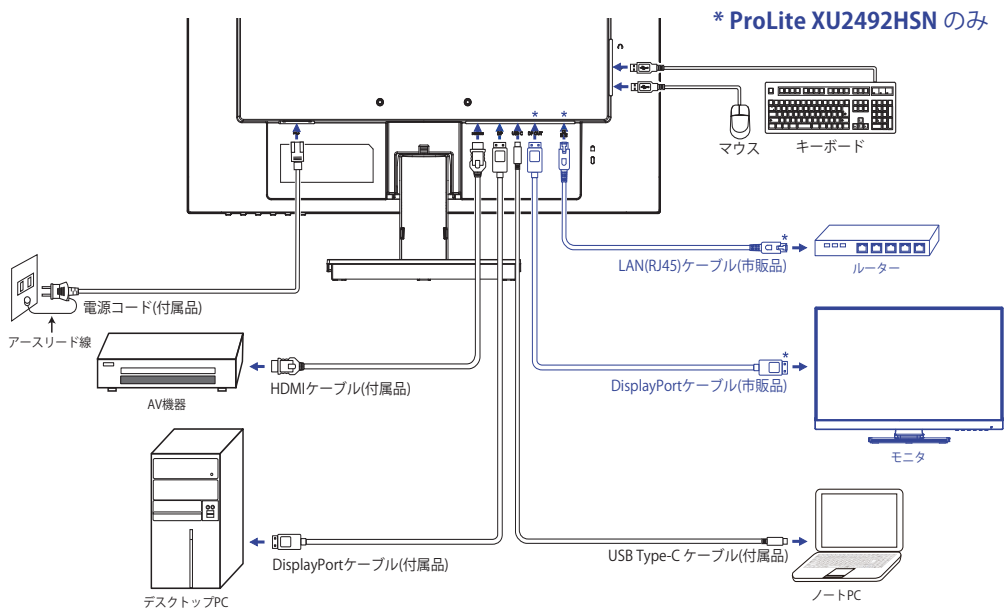 * ProLite XU2492HSN のみ
* *
HDMI DP USB-C DP OUT
マウス
キーボード
*
LAN(RJ45)ケーブル(市販品)
ルーター
電源コード(付属品)
アースリード線
AV機器
HDMIケーブル(付属品)
*
DisplayPortケーブル(市販品)
モニタ
デスクトップPC
DisplayPortケーブル(付属品)
USB Type-C ケーブル(付属品)
ノートPC